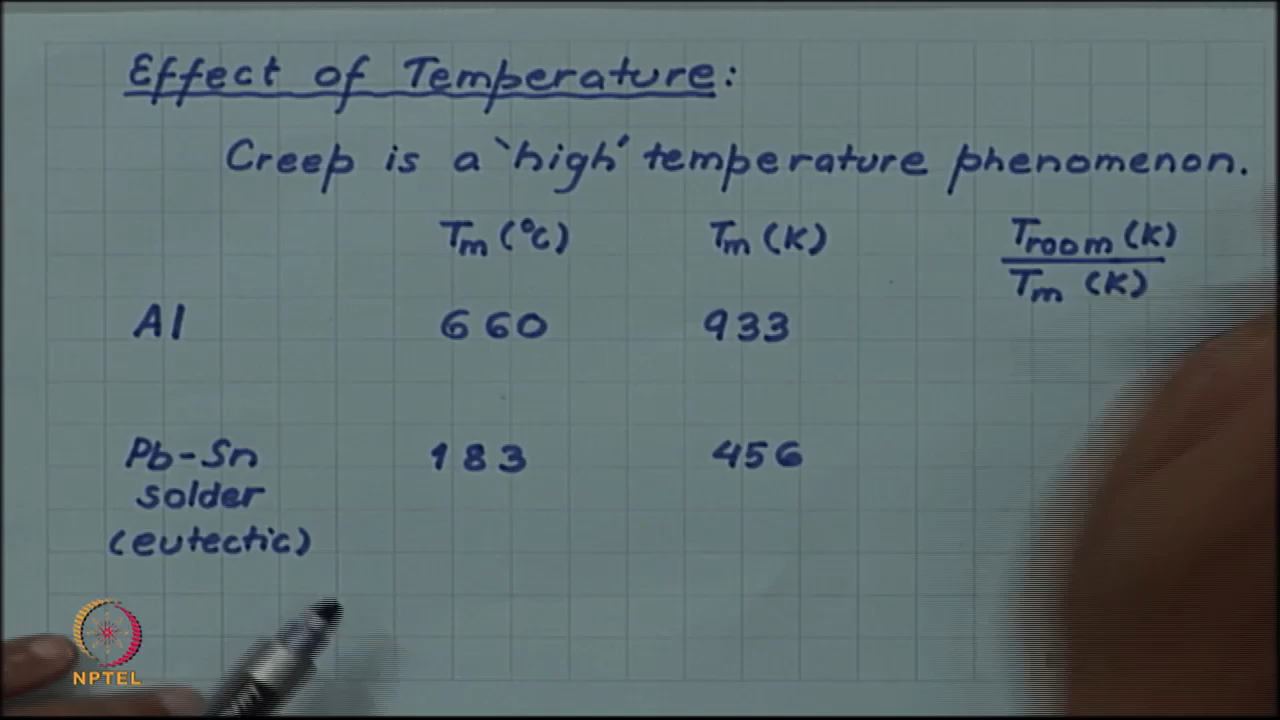 Effect of Temperature:
Creep is a `high' temperature phenomenon.
Tm (°C) Tm (K) Troom (K) / Tm (K)
Al 660 933
Pb-Sn 183 456
solder
(eutectic)
NPTEL